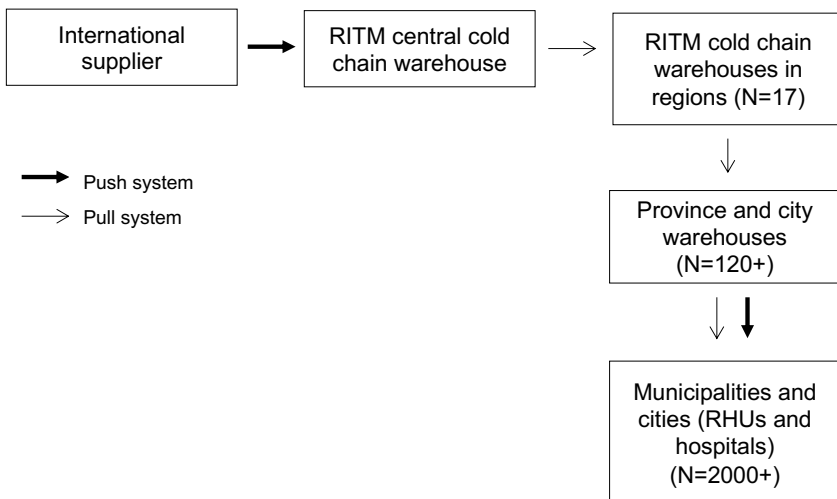 International
supplier
RITM central cold
chain warehouse
RITM cold chain
warehouses in
regions (N=17)
Push system
Pull system
Province and city
warehouses
(N=120+)
Municipalities and
cities (RHUs and
hospitals)
(N=2000+)